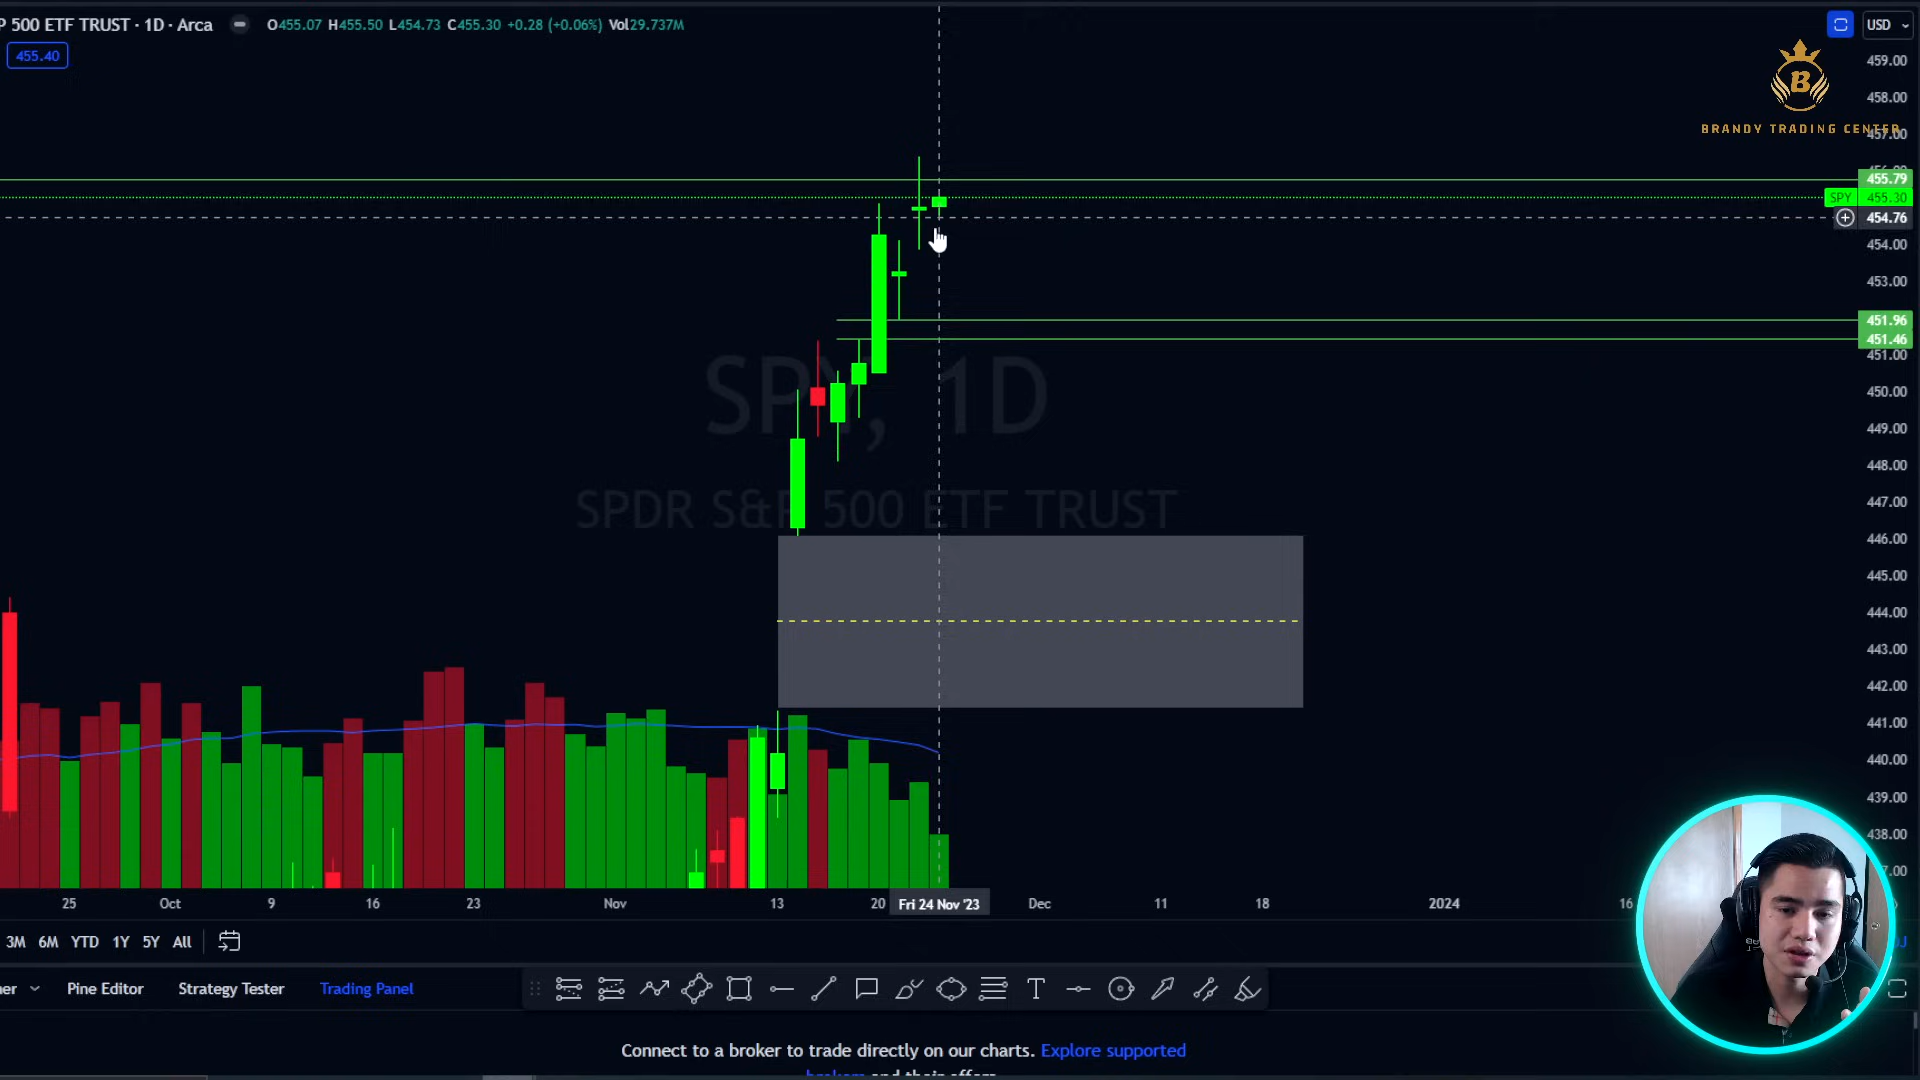 P 500 ETF TRUST · 1D · Arca O455.07 H455.50 L454.73 C455.30 +0.28 (+0.06%) Vol29.737M
USD
455.40
459.00
458.00
B
BRANDY TRADING CENTER
457.00
455.79
SPY 455.30
454.76
454.00
453.00
451.96
451.46
451.00
SPY, 1D
450.00
449.00
448.00
447.00
SPDR S&P 500 ETF TRUST
446.00
445.00
444.00
443.00
442.00
441.00
440.00
439.00
438.00
25 Oct 9 16 23 Nov 13 20 Fri 24 Nov '23 Dec 11 18 2024 16
3M 6M YTD 1Y 5Y All
er Pine Editor Strategy Tester Trading Panel
T
Connect to a broker to trade directly on our charts. Explore supported